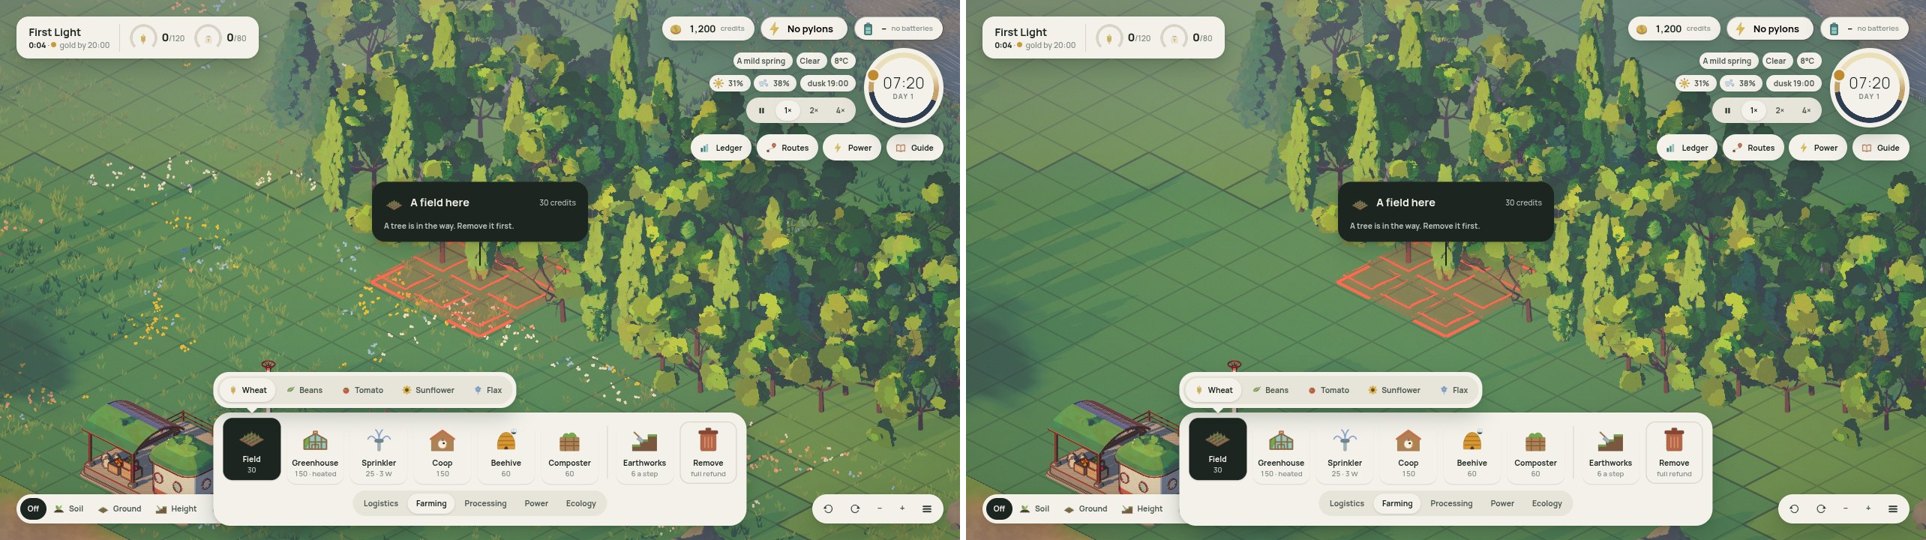 First Light
0:04 • gold by 20:00
0/120
0/80
1,200 credits
No pylons
– no batteries
A mild spring
Clear
8°C
31%
38%
dusk 19:00
07:20
DAY 1
1×
2×
4×
Ledger
Routes
Power
Guide
A field here
30 credits
A tree is in the way. Remove it first.
Wheat
Beans
Tomato
Sunflower
Flax
Field
30
Greenhouse
150 · heated
Sprinkler
25 · 3 W
Coop
150
Beehive
60
Composter
60
Earthworks
6 a step
Remove
full refund
Off
Soil
Ground
Height
Logistics
Farming
Processing
Power
Ecology
First Light
0:04 • gold by 20:00
0/120
0/80
1,200 credits
No pylons
– no batteries
A mild spring
Clear
8°C
31%
38%
dusk 19:00
07:20
DAY 1
1×
2×
4×
Ledger
Routes
Power
Guide
A field here
30 credits
A tree is in the way. Remove it first.
Wheat
Beans
Tomato
Sunflower
Flax
Field
30
Greenhouse
150 · heated
Sprinkler
25 · 3 W
Coop
150
Beehive
60
Composter
60
Earthworks
6 a step
Remove
full refund
Off
Soil
Ground
Height
Logistics
Farming
Processing
Power
Ecology